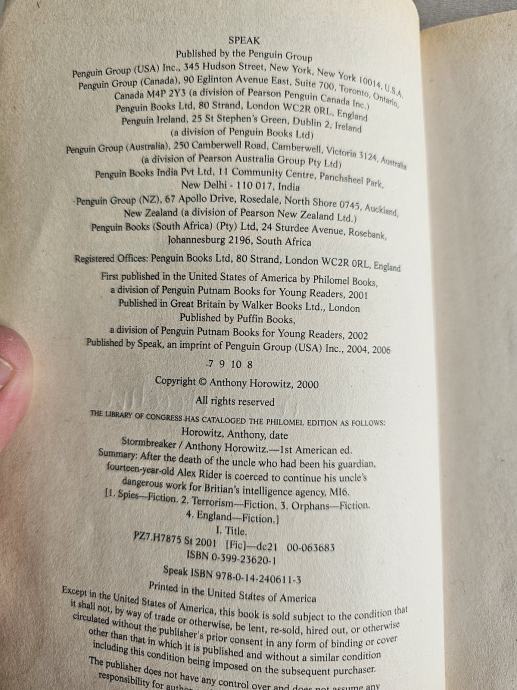 SPEAK
Published by the Penguin Group
Penguin Group (USA) Inc., 345 Hudson Street, New York, New York 10014, U.S.A.
Penguin Group (Canada), 90 Eglinton Avenue East, Suite 700, Toronto, Ontario,
Canada M4P 2Y3 (a division of Pearson Penguin Canada Inc.)
Penguin Books Ltd, 80 Strand, London WC2R 0RL, England
Penguin Ireland, 25 St Stephen's Green, Dublin 2, Ireland
(a division of Penguin Books Ltd)
Penguin Group (Australia), 250 Camberwell Road, Camberwell, Victoria 3124, Australia
(a division of Pearson Australia Group Pty Ltd)
Penguin Books India Pvt Ltd, 11 Community Centre, Panchsheel Park,
New Delhi - 110 017, India
Penguin Group (NZ), 67 Apollo Drive, Rosedale, North Shore 0745, Auckland,
New Zealand (a division of Pearson New Zealand Ltd.)
Penguin Books (South Africa) (Pty) Ltd, 24 Sturdee Avenue, Rosebank,
Johannesburg 2196, South Africa
Registered Offices: Penguin Books Ltd, 80 Strand, London WC2R 0RL, England
First published in the United States of America by Philomel Books,
a division of Penguin Putnam Books for Young Readers, 2001
Published in Great Britain by Walker Books Ltd., London
Published by Puffin Books,
a division of Penguin Putnam Books for Young Readers, 2002
Published by Speak, an imprint of Penguin Group (USA) Inc., 2004, 2006
7 9 10 8
Copyright © Anthony Horowitz, 2000
All rights reserved
THE LIBRARY OF CONGRESS HAS CATALOGED THE PHILOMEL EDITION AS FOLLOWS:
Horowitz, Anthony, date
Stormbreaker / Anthony Horowitz.—1st American ed.
Summary: After the death of the uncle who had been his guardian,
fourteen-year-old Alex Rider is coerced to continue his uncle's
dangerous work for Britian's intelligence agency, MI6.
[1. Spies—Fiction. 2. Terrorism—Fiction. 3. Orphans—Fiction.
4. England—Fiction.]
I. Title.
PZ7.H7875 St 2001 [Fic]—dc21 00-063683
ISBN 0-399-23620-1
Speak ISBN 978-0-14-240611-3
Printed in the United States of America
Except in the United States of America, this book is sold subject to the condition that
it shall not, by way of trade or otherwise, be lent, re-sold, hired out, or otherwise
circulated without the publisher's prior consent in any form of binding or cover
other than that in which it is published and without a similar condition
including this condition being imposed on the subsequent purchaser.
The publisher does not have any control over and does not assume any
responsibility for